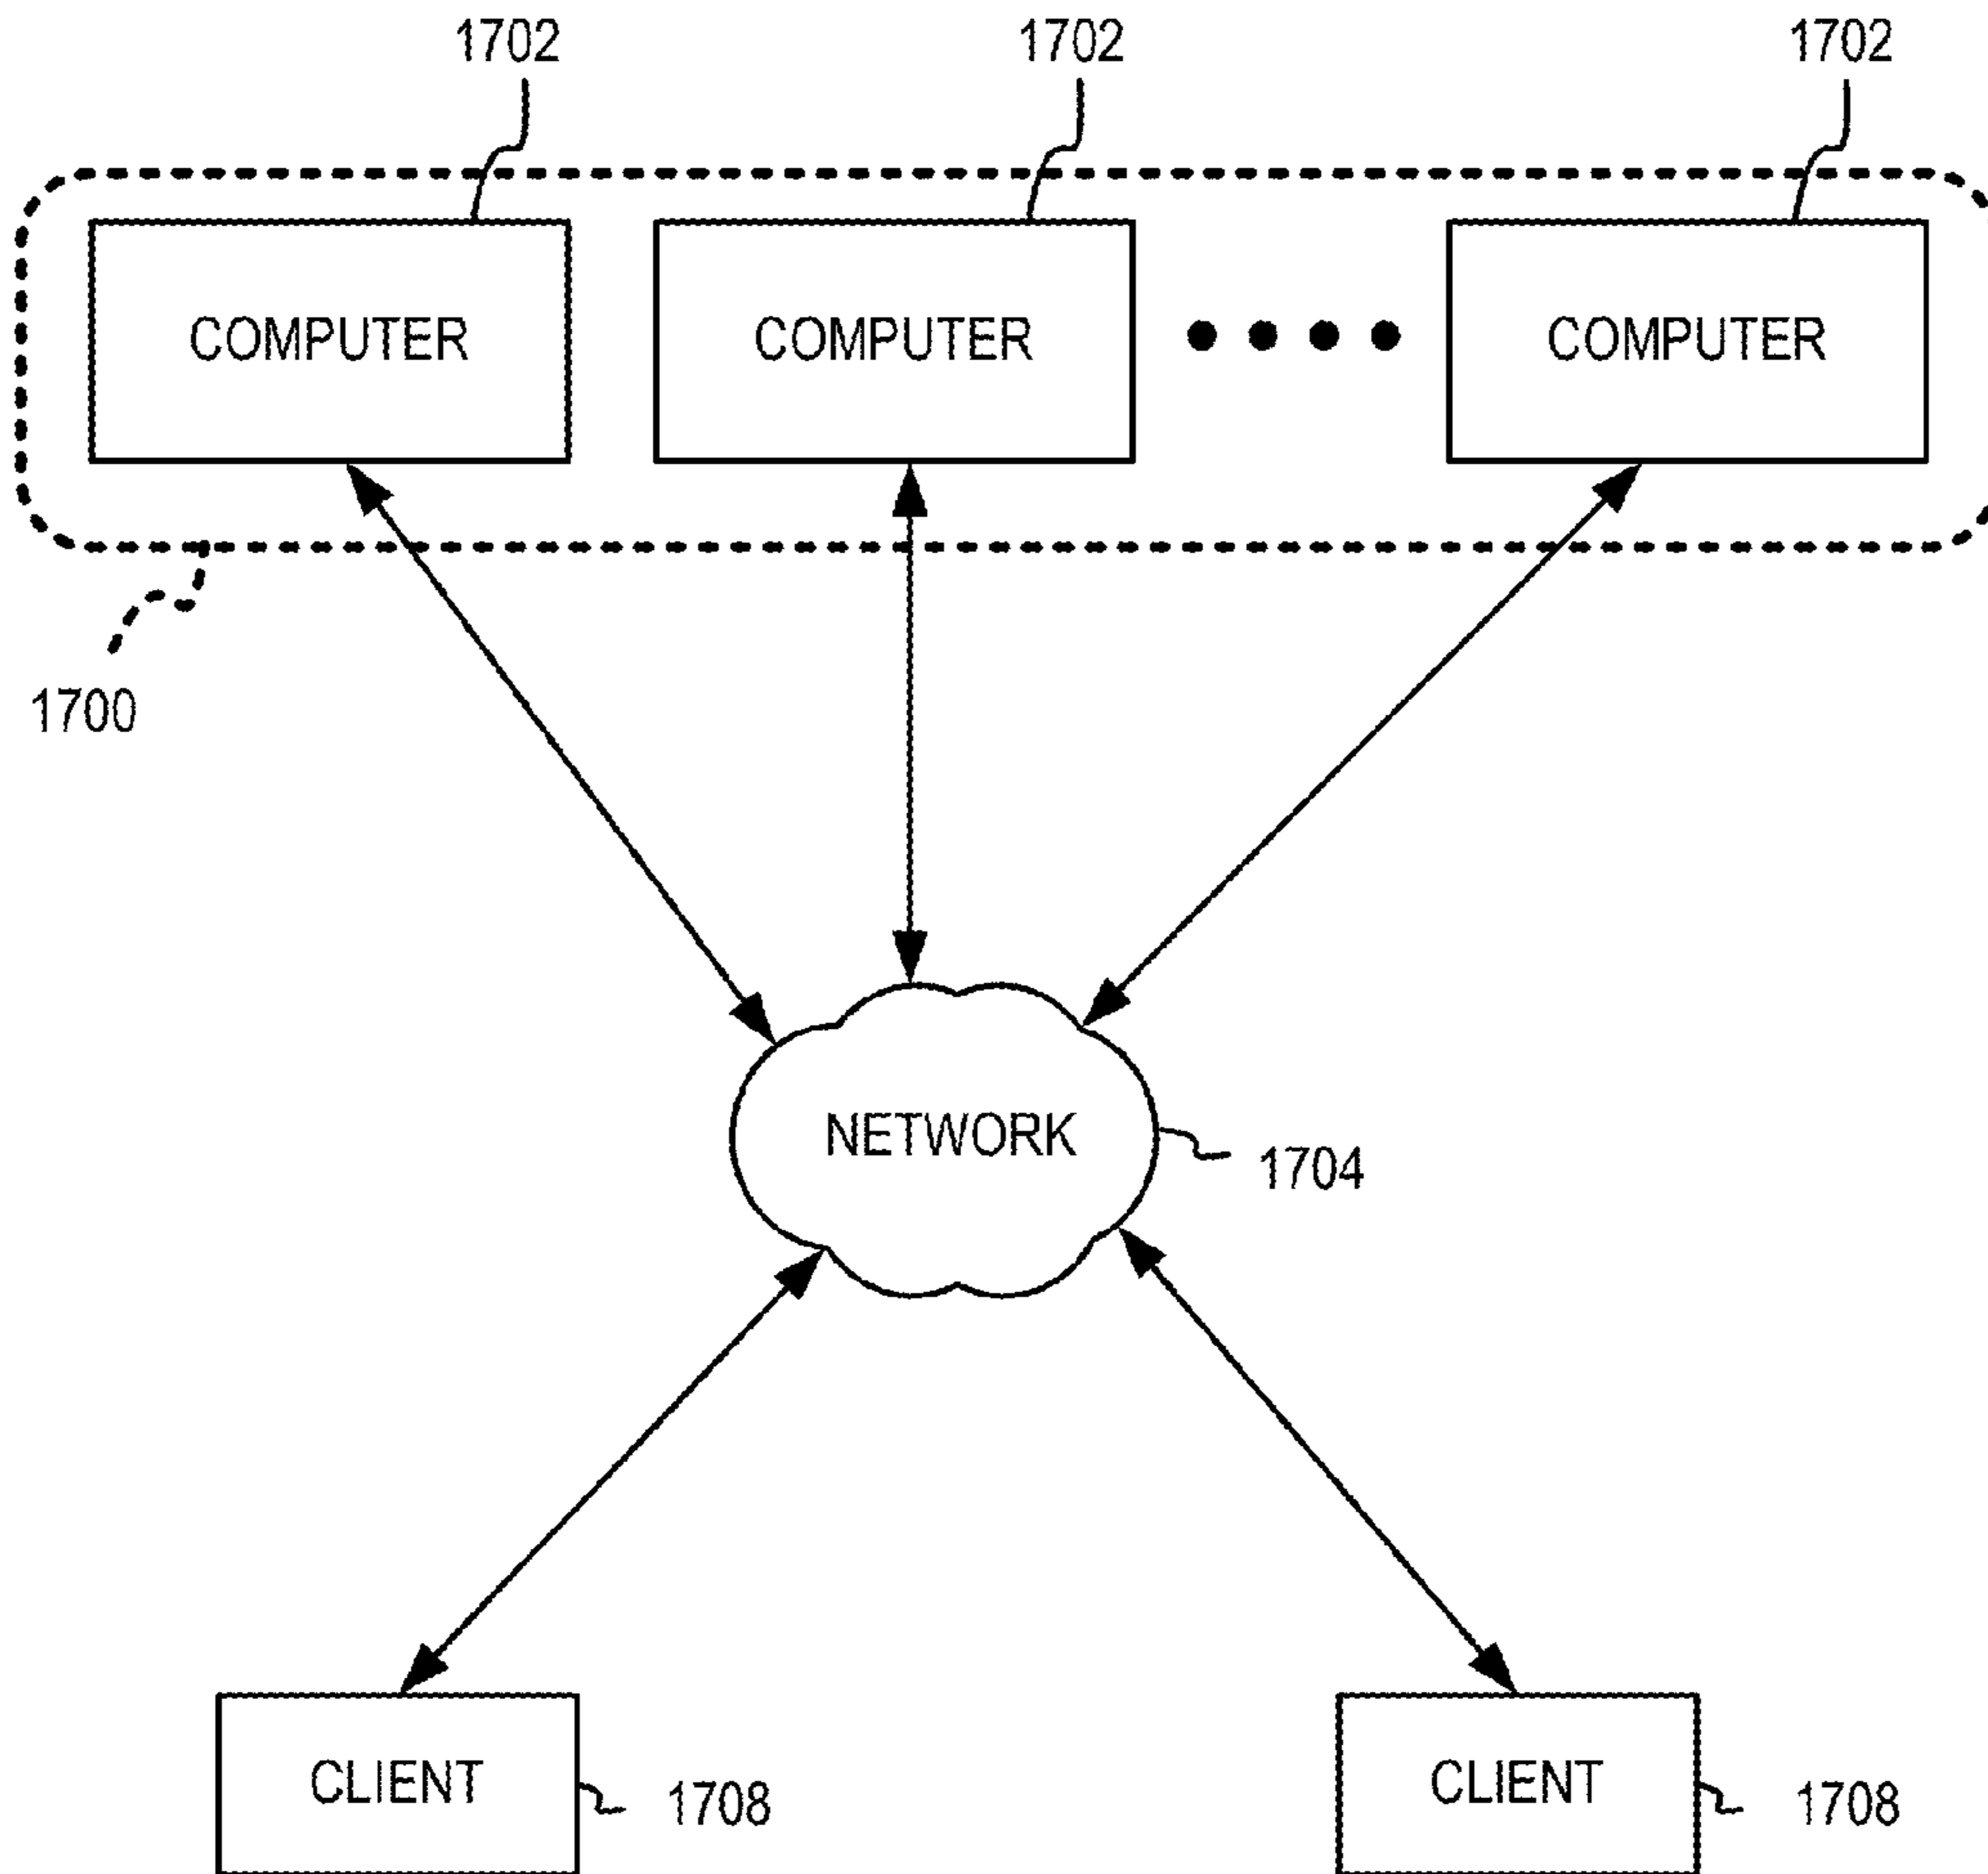 1702 1702 1702
COMPUTER COMPUTER COMPUTER
1700
NETWORK
1704
CLIENT 1708 CLIENT 1708